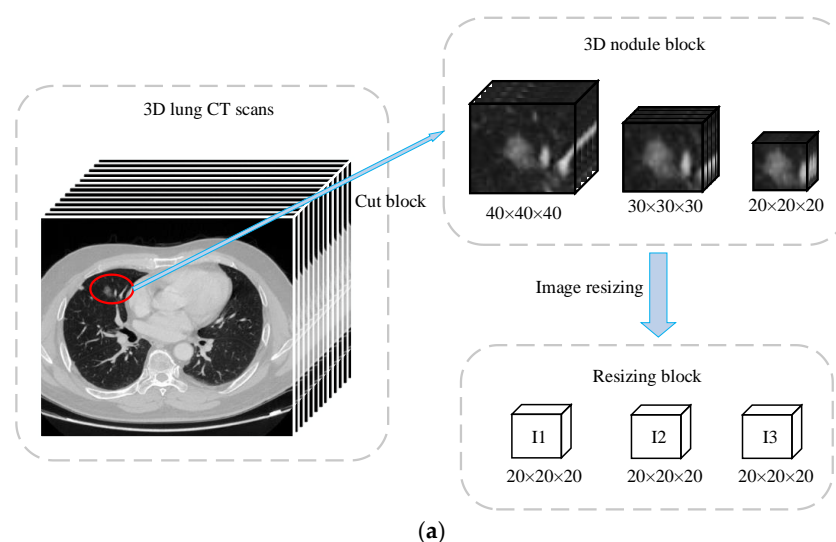 3D lung CT scans
Cut block
3D nodule block
40×40×40
30×30×30
20×20×20
Image resizing
Resizing block
I1
I2
I3
20×20×20
20×20×20
20×20×20
(a)